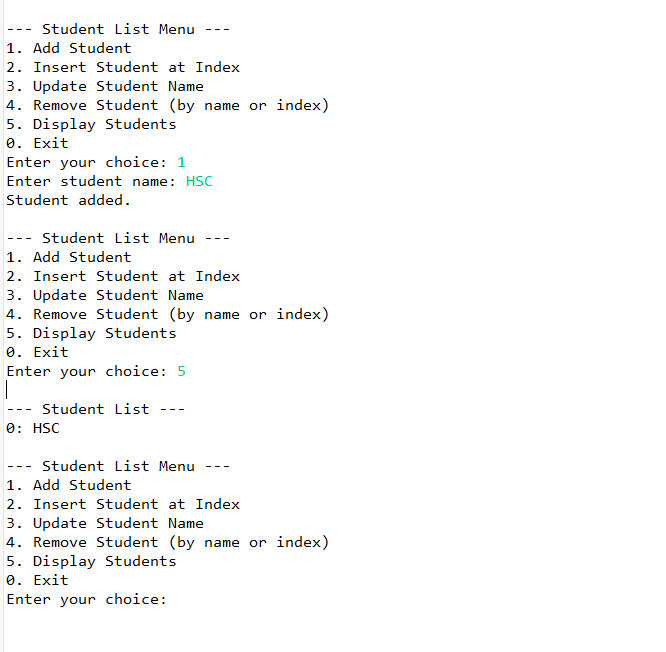 --- Student List Menu ---
1. Add Student
2. Insert Student at Index
3. Update Student Name
4. Remove Student (by name or index)
5. Display Students
0. Exit
Enter your choice: 1
Enter student name: HSC
Student added.

--- Student List Menu ---
1. Add Student
2. Insert Student at Index
3. Update Student Name
4. Remove Student (by name or index)
5. Display Students
0. Exit
Enter your choice: 5

--- Student List ---
0: HSC

--- Student List Menu ---
1. Add Student
2. Insert Student at Index
3. Update Student Name
4. Remove Student (by name or index)
5. Display Students
0. Exit
Enter your choice: